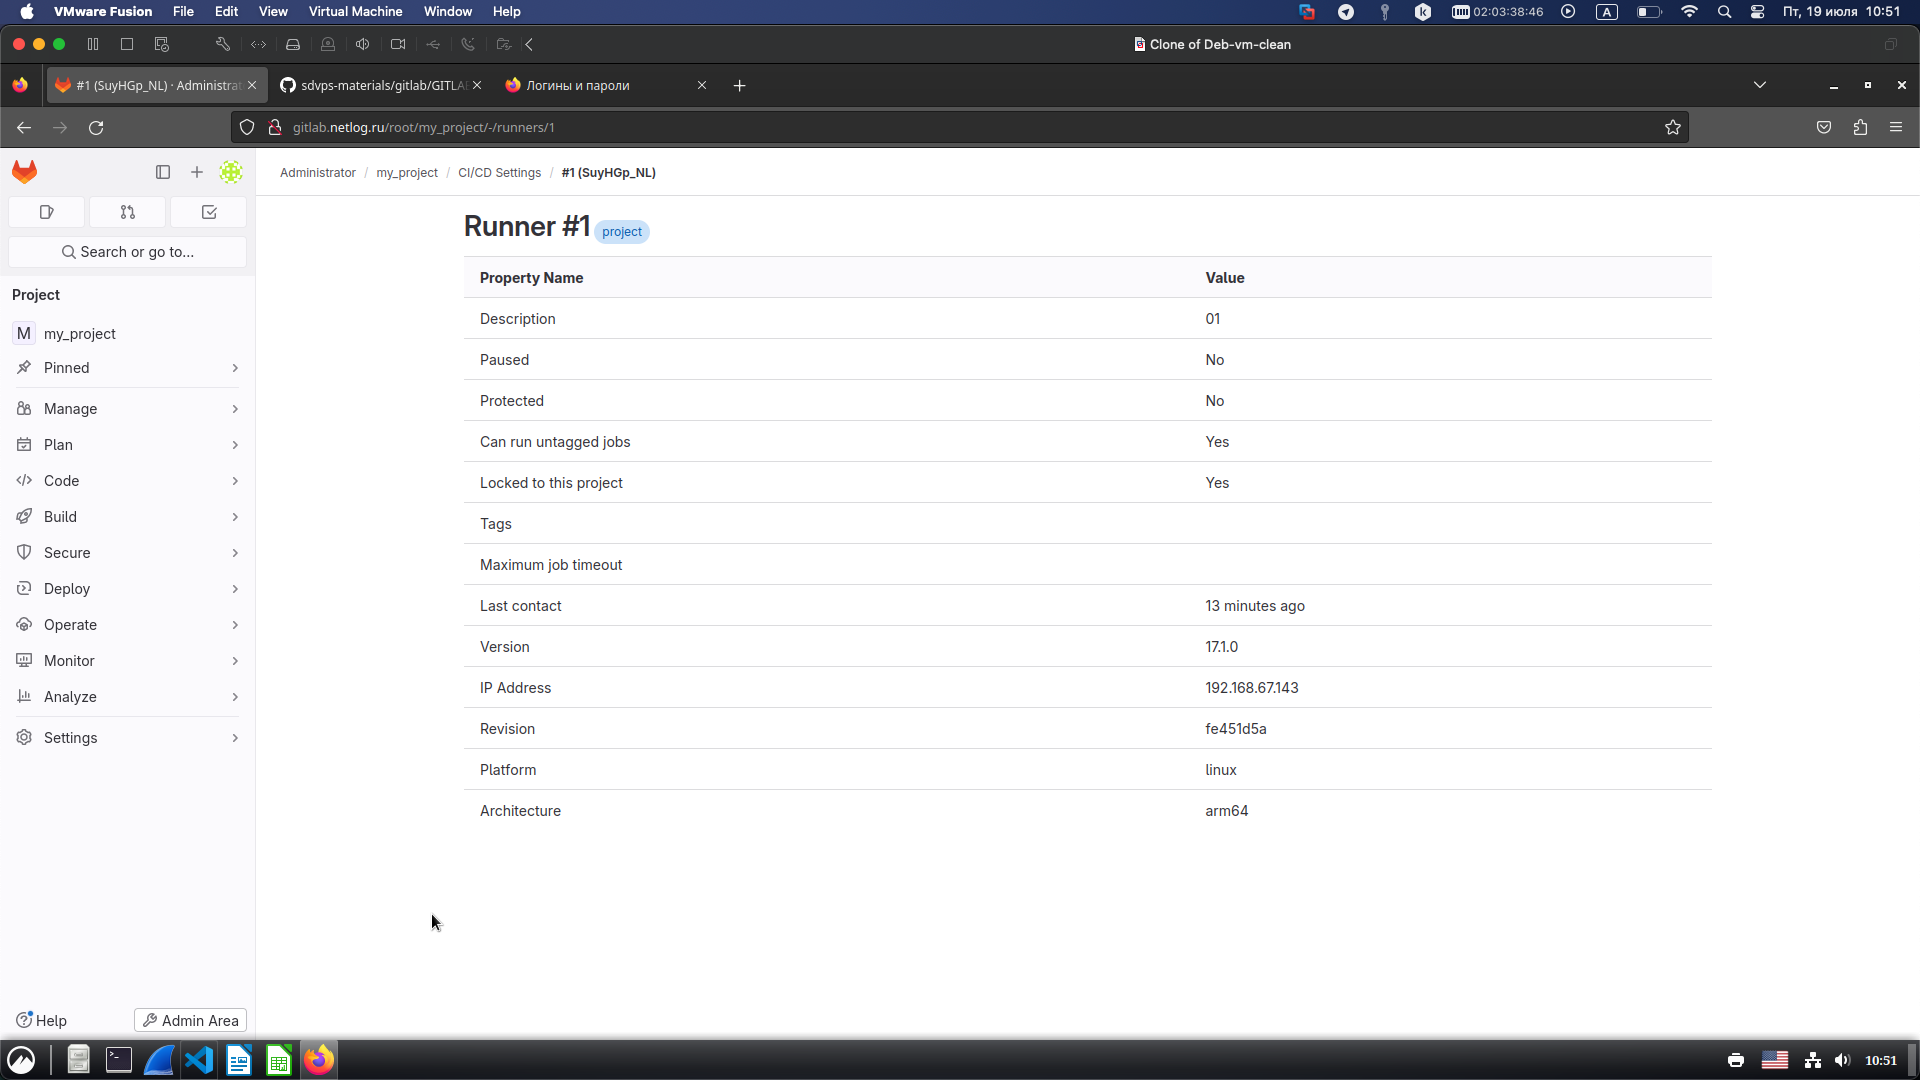 VMware Fusion File Edit View Virtual Machine Window Help
02:03:38:46 A Пт, 19 июля 10:51
Clone of Deb-vm-clean
#1 (SuyHGp_NL) · Administrat
sdvps-materials/gitlab/GITLA
Логины и пароли
gitlab.netlog.ru/root/my_project/-/runners/1
Administrator / my_project / CI/CD Settings / #1 (SuyHGp_NL)
Search or go to...
Project
M my_project
Pinned
Manage
Plan
Code
Build
Secure
Deploy
Operate
Monitor
Analyze
Settings
Help
Admin Area
Runner #1 project
Property Name Value
Description 01
Paused No
Protected No
Can run untagged jobs Yes
Locked to this project Yes
Tags
Maximum job timeout
Last contact 13 minutes ago
Version 17.1.0
IP Address 192.168.67.143
Revision fe451d5a
Platform linux
Architecture arm64
10:51